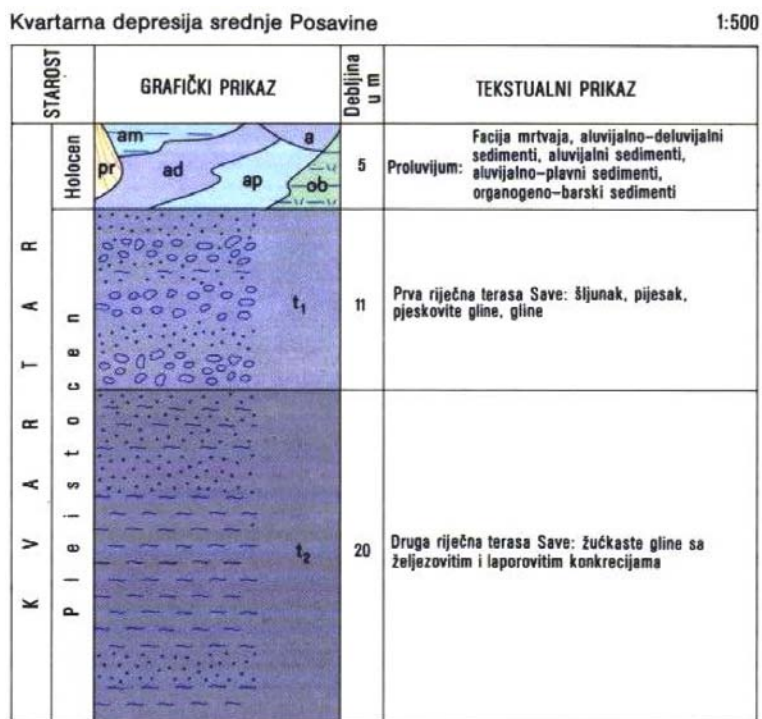 Kvartarna depresija srednje Posavine 1:500
STAROST
GRAFIČKI PRIKAZ
Debljina
u m
TEKSTUALNI PRIKAZ
KVARTAR
Holocen
am
a
pr
ad
ap
ob
5
Proluvijum:
Facija mrtvaja, aluvijalno-deluvijalni
sedimenti, aluvijalni sedimenti,
aluvijalno-plavni sedimenti,
organogeno-barski sedimenti
Pleistocen
t₁
11
Prva riječna terasa Save: šljunak, pijesak,
pjeskovite gline, gline
t₂
20
Druga riječna terasa Save: žućkaste gline sa
željezovitim i laporovitim konkrecijama